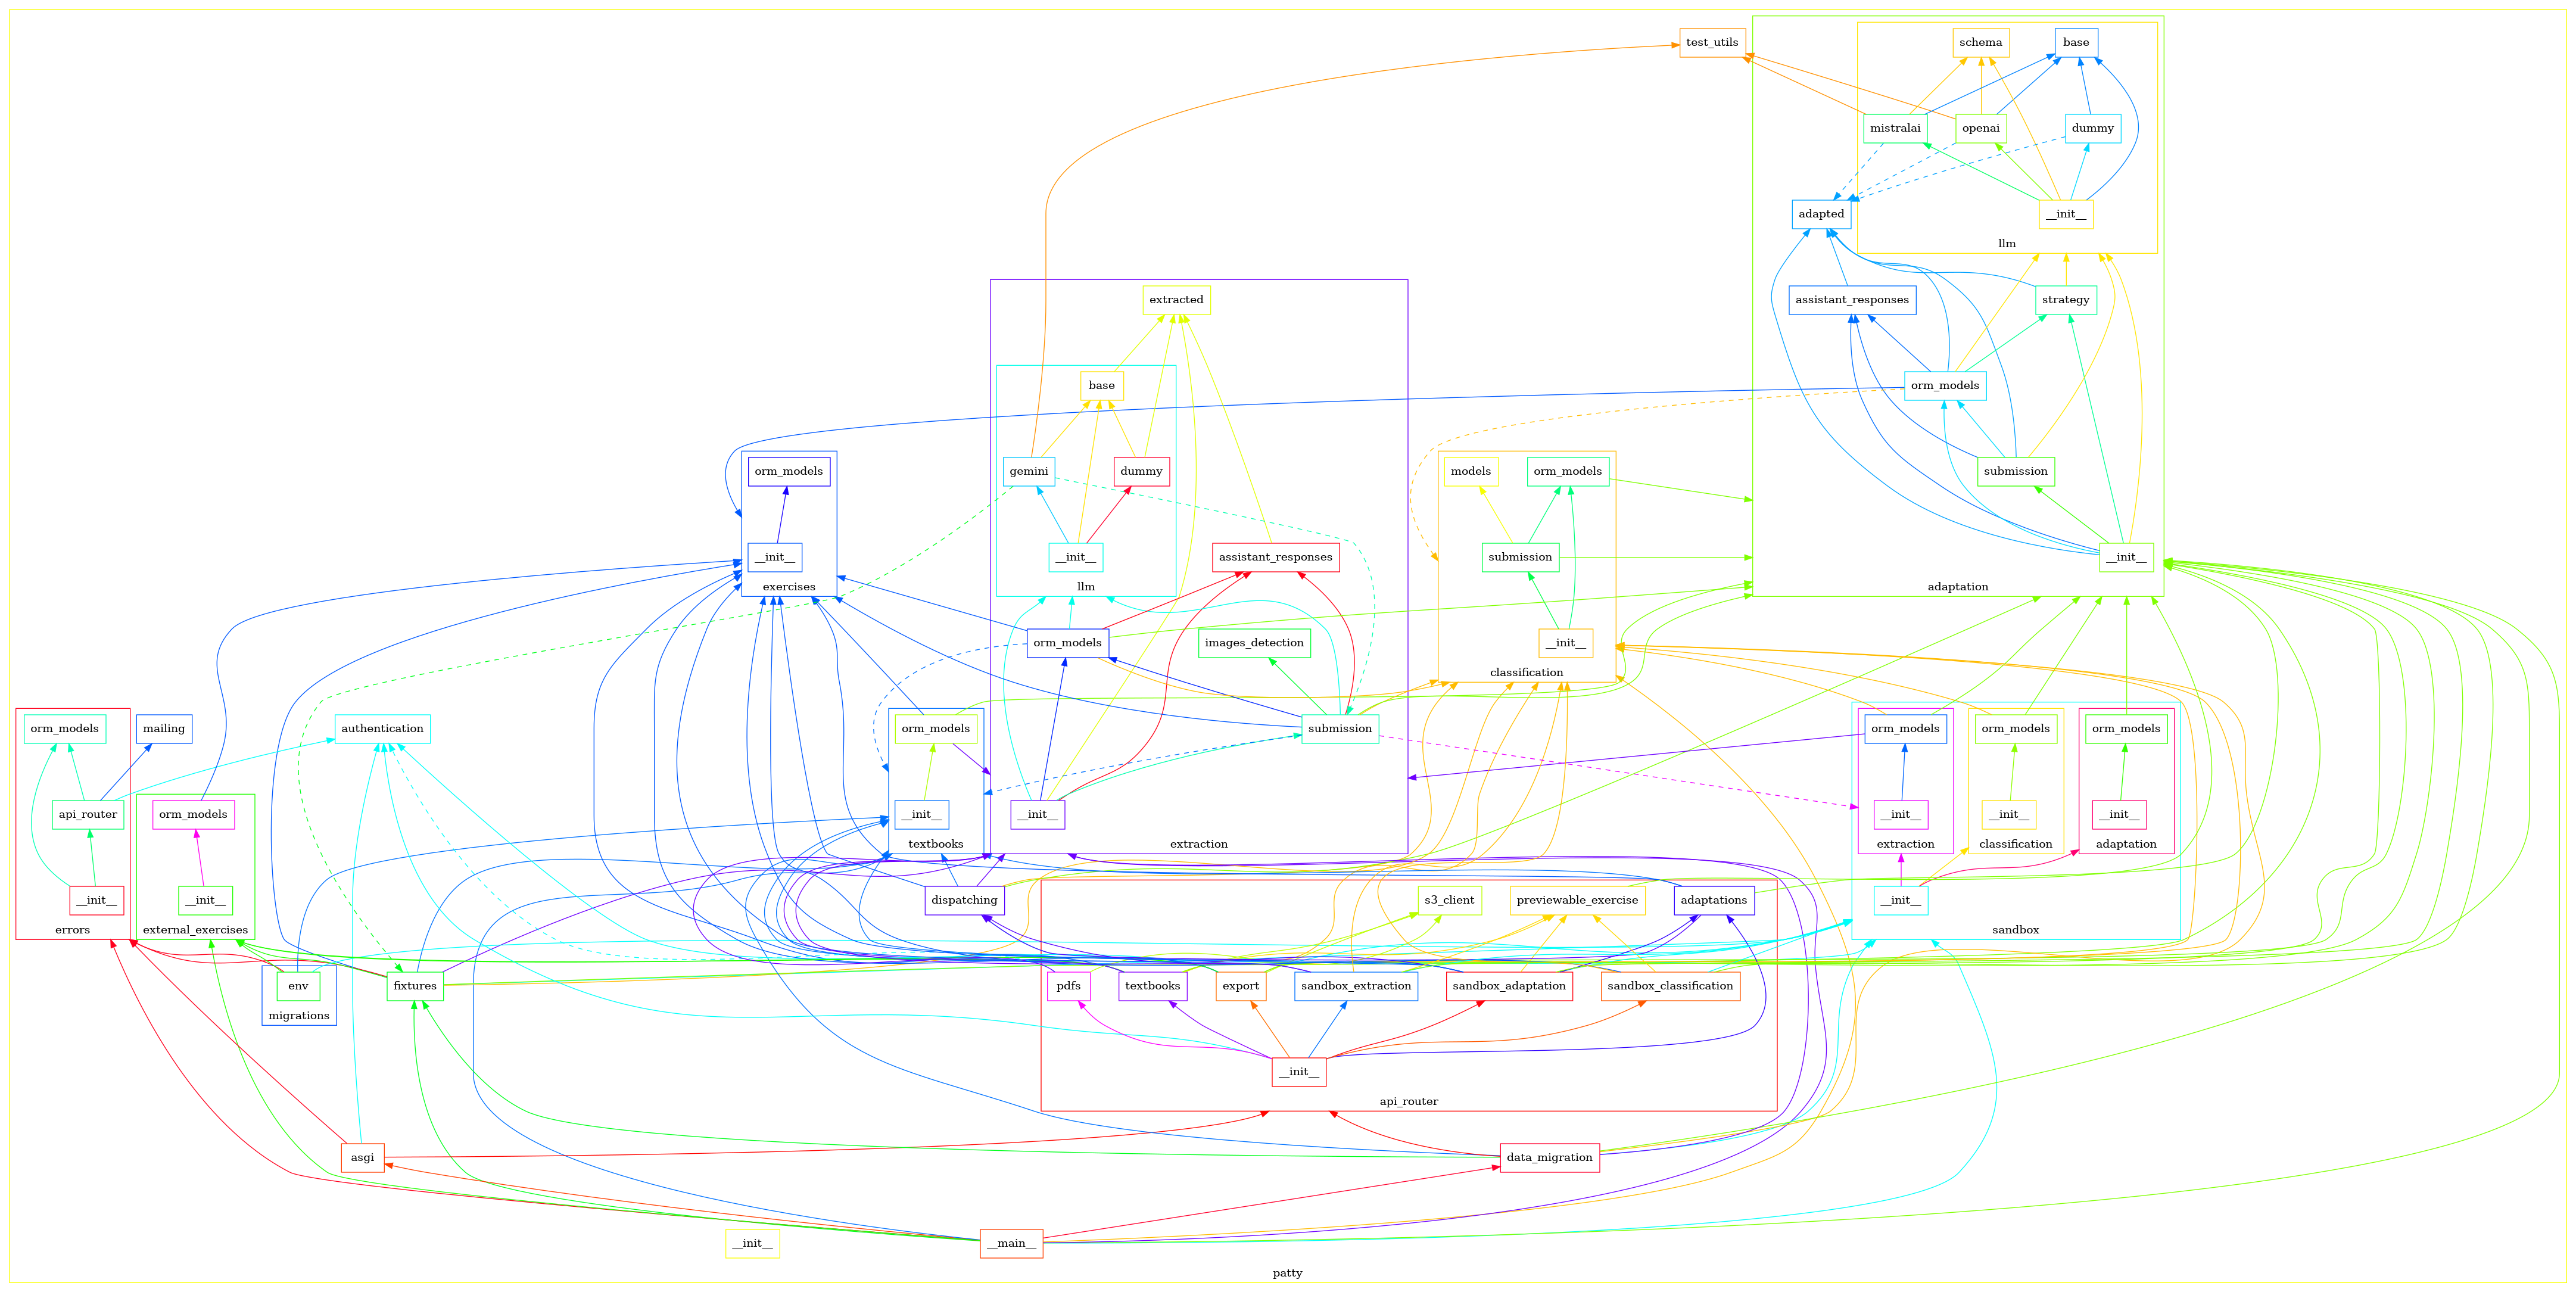 test_utils
schema
base
mistralai
openai
dummy
adapted
__init__
llm
extracted
assistant_responses
strategy
base
orm_models
orm_models
gemini
dummy
models
orm_models
submission
__init__
__init__
assistant_responses
submission
__init__
exercises
llm
adaptation
orm_models
images_detection
__init__
classification
orm_models
mailing
authentication
orm_models
submission
orm_models
orm_models
orm_models
api_router
orm_models
__init__
__init__
__init__
__init__
__init__
textbooks
extraction
extraction
classification
adaptation
__init__
__init__
dispatching
s3_client
previewable_exercise
adaptations
__init__
errors
external_exercises
sandbox
env
fixtures
pdfs
textbooks
export
sandbox_extraction
sandbox_adaptation
sandbox_classification
migrations
__init__
api_router
asgi
data_migration
__init__
__main__
patty